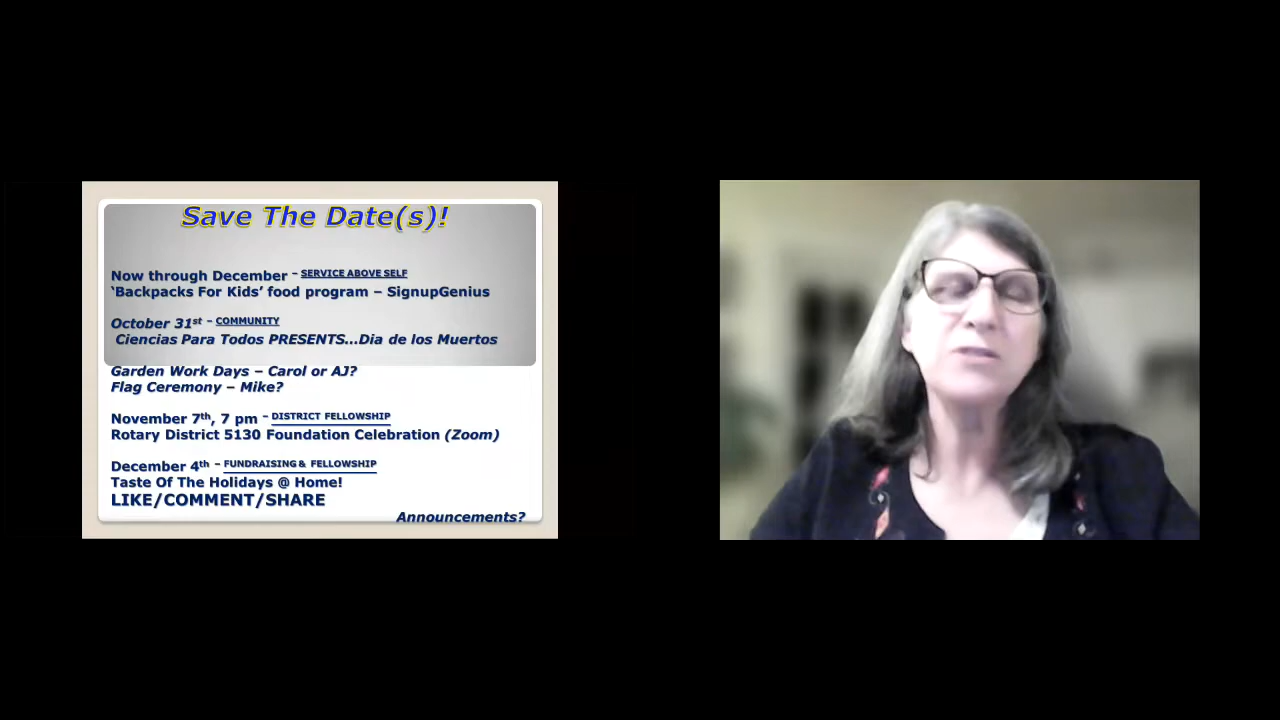 Save The Date(s)!
Now through December – SERVICE ABOVE SELF
‘Backpacks For Kids’ food program – SignupGenius
October 31st – COMMUNITY
Ciencias Para Todos PRESENTS…Dia de los Muertos
Garden Work Days – Carol or AJ?
Flag Ceremony – Mike?
November 7th, 7 pm – DISTRICT FELLOWSHIP
Rotary District 5130 Foundation Celebration (Zoom)
December 4th – FUNDRAISING & FELLOWSHIP
Taste Of The Holidays @ Home!
LIKE/COMMENT/SHARE
Announcements?